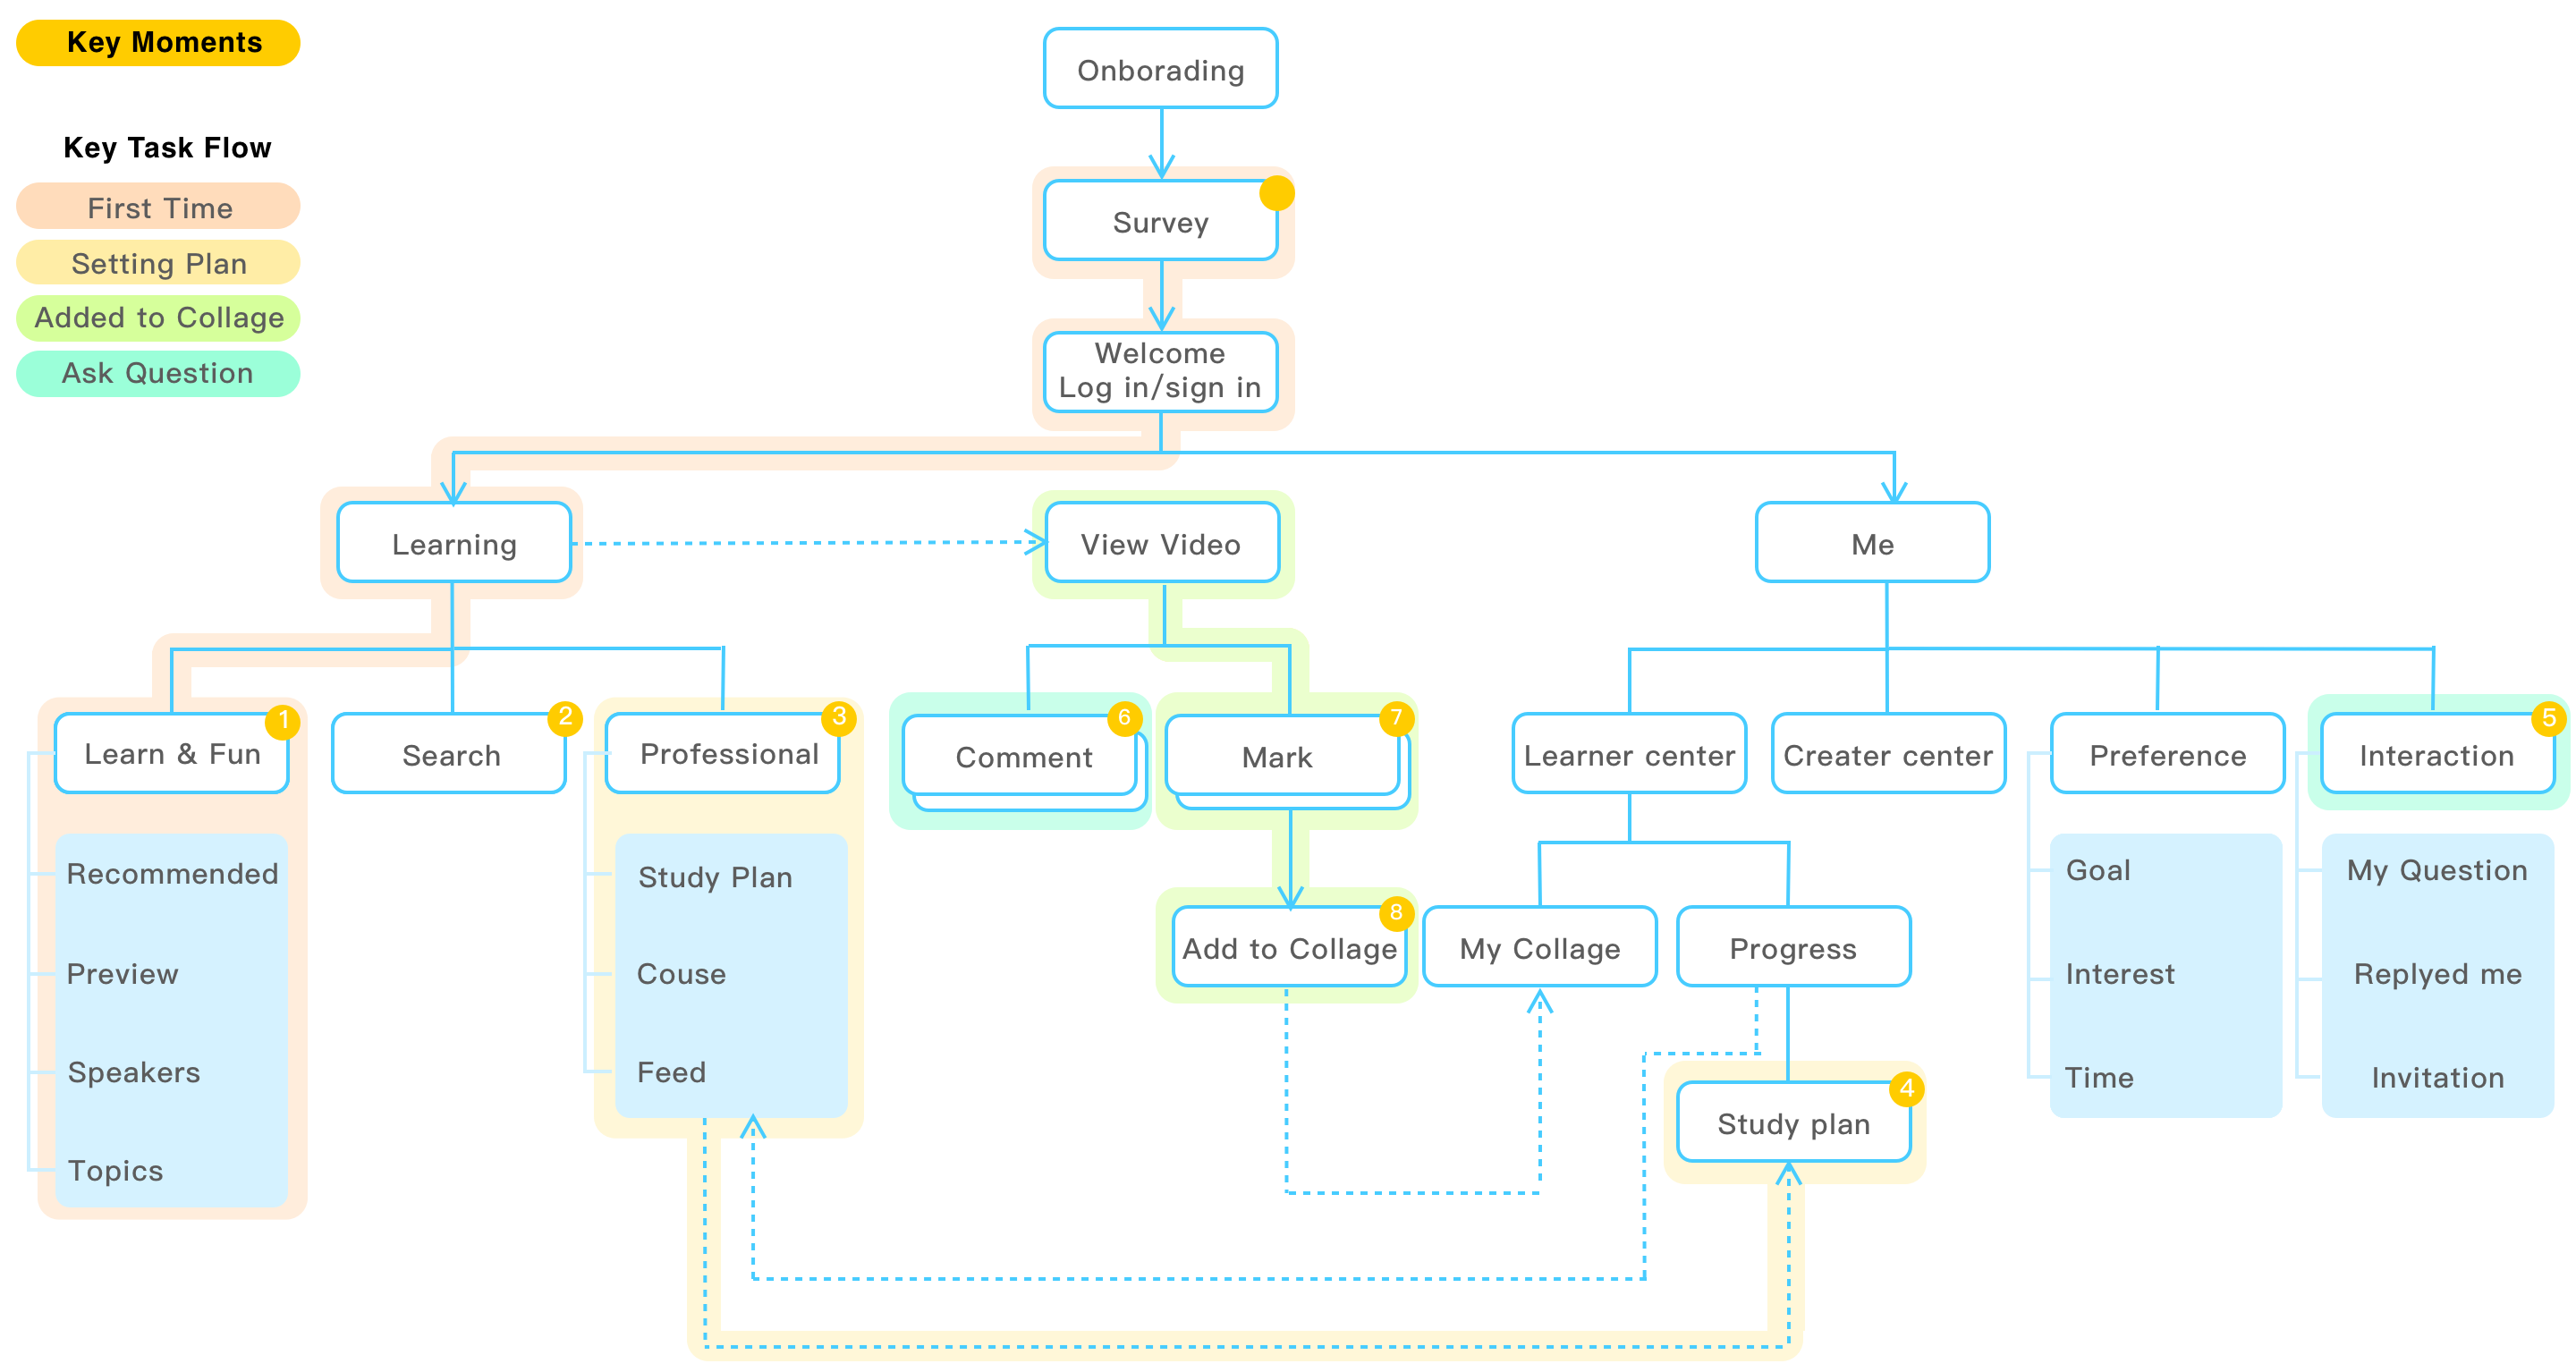 Key Moments
Key Task Flow
First Time
Setting Plan
Added to Collage
Ask Question
Onborading
Survey
Welcome
Log in/sign in
Learning
View Video
Me
1
Learn & Fun
2
Search
3
Professional
6
Comment
7
Mark
Learner center
Creater center
Preference
5
Interaction
Recommended
Preview
Speakers
Topics
Study Plan
Couse
Feed
8
Add to Collage
My Collage
Progress
4
Study plan
Goal
Interest
Time
My Question
Replyed me
Invitation